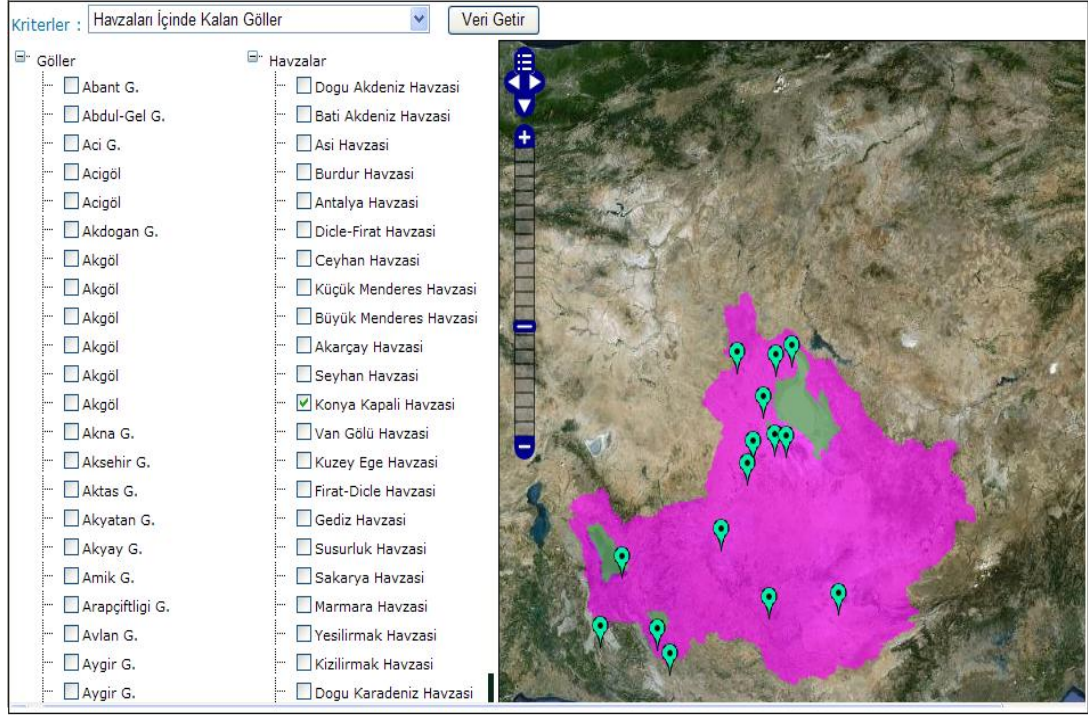 Kriterler : Havzaları İçinde Kalan Göller Veri Getir
Göller
Abant G.
Abdul-Gel G.
Aci G.
Acigöl
Acigöl
Akdogan G.
Akgöl
Akgöl
Akgöl
Akgöl
Akgöl
Akgöl
Akna G.
Aksehir G.
Aktas G.
Akyatan G.
Akyay G.
Amik G.
Arapçiftligi G.
Avlan G.
Aygir G.
Aygir G.
Havzalar
Dogu Akdeniz Havzasi
Bati Akdeniz Havzasi
Asi Havzasi
Burdur Havzasi
Antalya Havzasi
Dicle-Firat Havzasi
Ceyhan Havzasi
Küçük Menderes Havzasi
Büyük Menderes Havzasi
Akarçay Havzasi
Seyhan Havzasi
Konya Kapali Havzasi
Van Gölü Havzasi
Kuzey Ege Havzasi
Firat-Dicle Havzasi
Gediz Havzasi
Susurluk Havzasi
Sakarya Havzasi
Marmara Havzasi
Yesilirmak Havzasi
Kizilirmak Havzasi
Dogu Karadeniz Havzasi